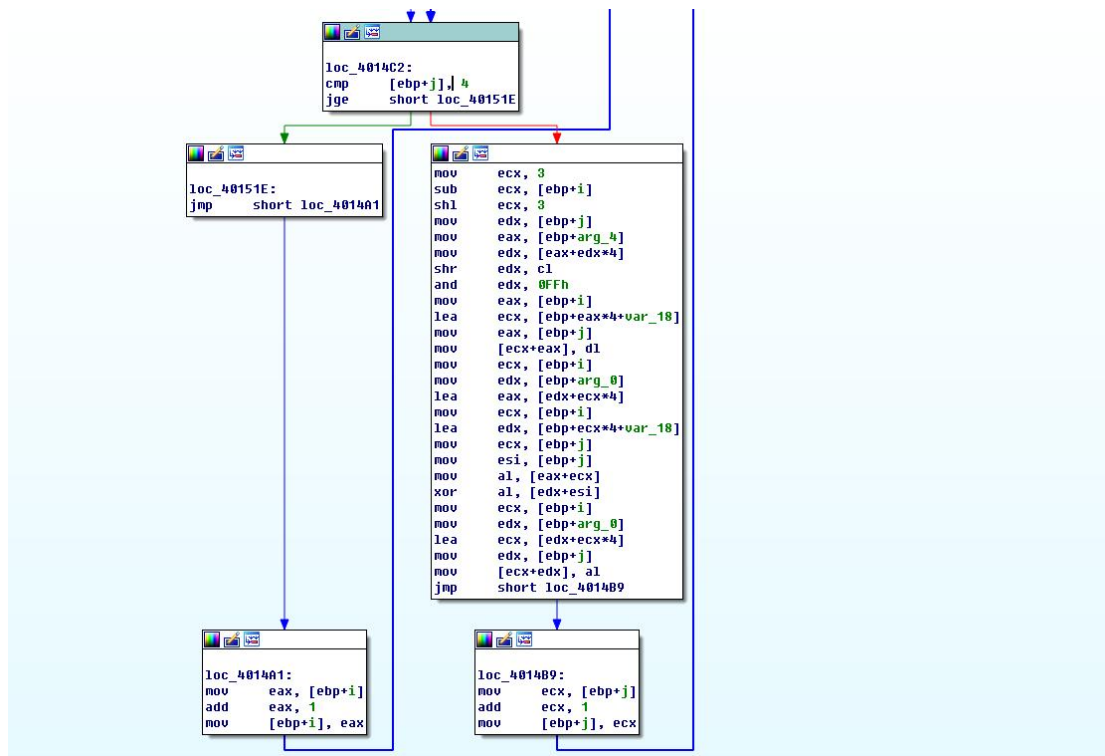 loc_4014C2:
cmp [ebp+j], 4
jge short loc_40151E
loc_40151E:
jmp short loc_4014A1
mov ecx, 3
sub ecx, [ebp+i]
shl ecx, 3
mov edx, [ebp+j]
mov eax, [ebp+arg_4]
mov edx, [eax+edx*4]
shr edx, cl
and edx, 0FFh
mov eax, [ebp+i]
lea ecx, [ebp+eax*4+var_18]
mov eax, [ebp+j]
mov [ecx+eax], dl
mov ecx, [ebp+i]
mov edx, [ebp+arg_0]
lea eax, [edx+ecx*4]
mov ecx, [ebp+i]
lea edx, [ebp+ecx*4+var_18]
mov ecx, [ebp+j]
mov esi, [ebp+j]
mov al, [eax+ecx]
xor al, [edx+esi]
mov ecx, [ebp+i]
mov edx, [ebp+arg_0]
lea ecx, [edx+ecx*4]
mov edx, [ebp+j]
mov [ecx+edx], al
jmp short loc_4014B9
loc_4014A1:
mov eax, [ebp+i]
add eax, 1
mov [ebp+i], eax
loc_4014B9:
mov ecx, [ebp+j]
add ecx, 1
mov [ebp+j], ecx